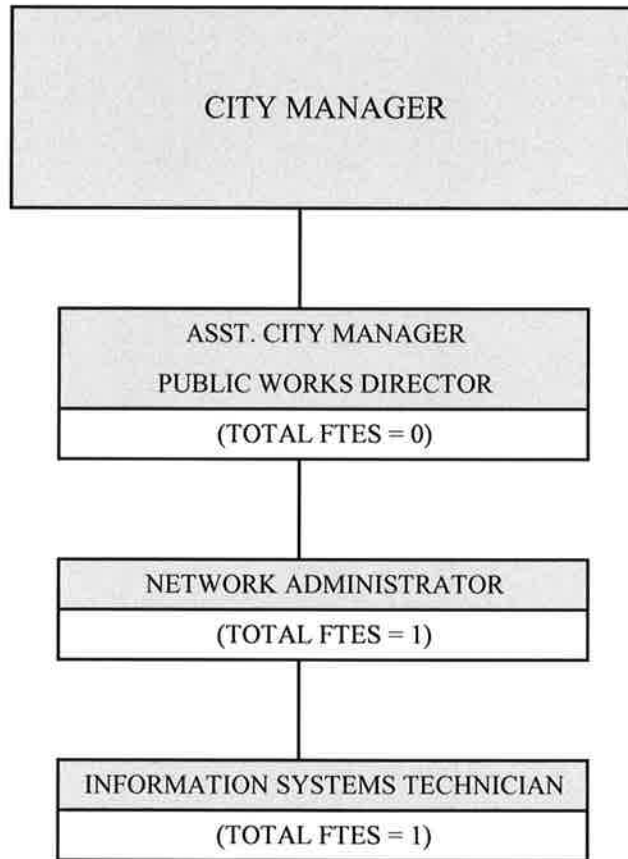 CITY MANAGER
ASST. CITY MANAGER
PUBLIC WORKS DIRECTOR
(TOTAL FTES = 0)
NETWORK ADMINISTRATOR
(TOTAL FTES = 1)
INFORMATION SYSTEMS TECHNICIAN
(TOTAL FTES = 1)